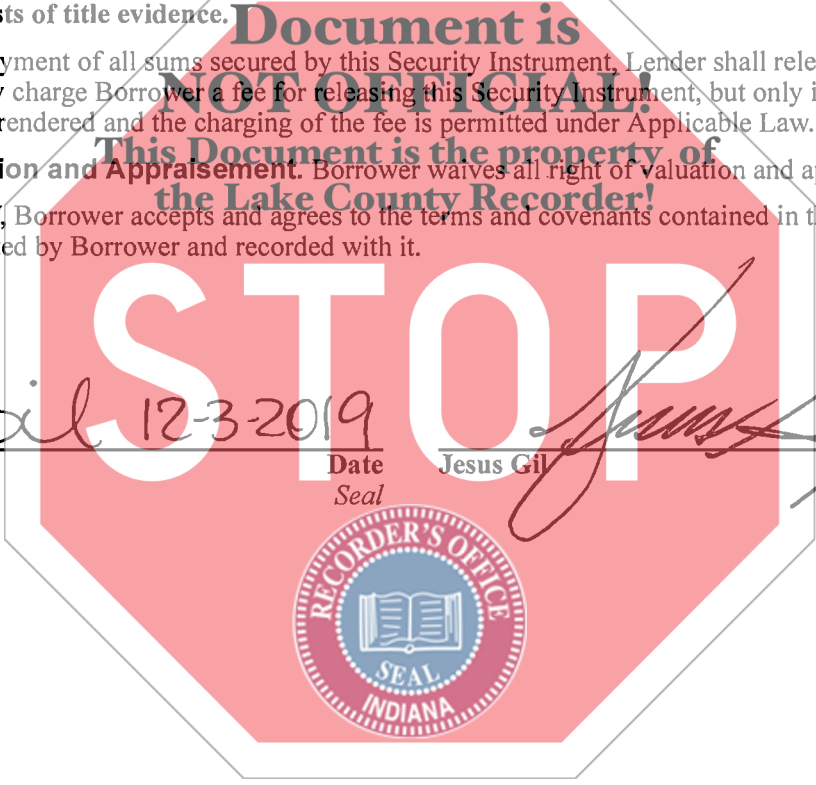 sts of title evidence.
Document is
yment of all sums secured by this Security Instrument, Lender shall rele
NOT OFFICIAL!
y charge Borrower a fee for releasing this Security Instrument, but only i
rendered and the charging of the fee is permitted under Applicable Law.
This Document is the property of
ion and Appraisement. Borrower waives all right of valuation and a
the Lake County Recorder!
, Borrower accepts and agrees to the terms and covenants contained in t
ed by Borrower and recorded with it.
STOP
12-3-2019
Date
Jesus Gil
Seal
RECORDER'S OFFICE
SEAL
INDIANA